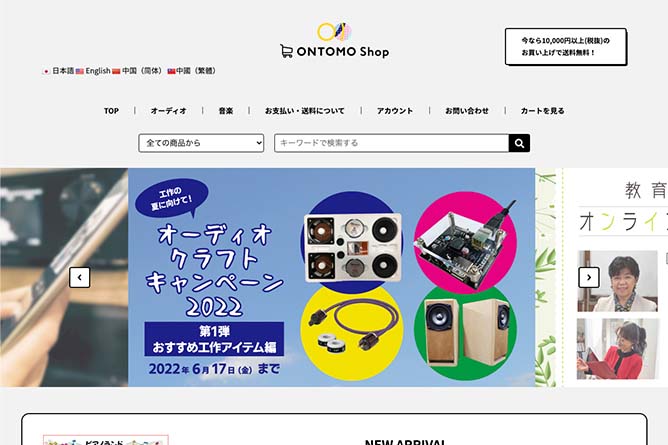 ONTOMO Shop
今なら10,000円以上(税抜)の
お買い上げで送料無料！
日本語 English 中国（简体） 中國（繁體）
TOP オーディオ 音楽 お支払い・送料について アカウント お問い合わせ カートを見る
全ての商品から キーワードで検索する
工作の
夏に向けて！
オーディオ
クラフト
キャンペーン
2022
第1弾
おすすめ工作アイテム編
2022年 6月17日(金) まで
教育
オンライ
ピアノランド
NEW ARRIVAL